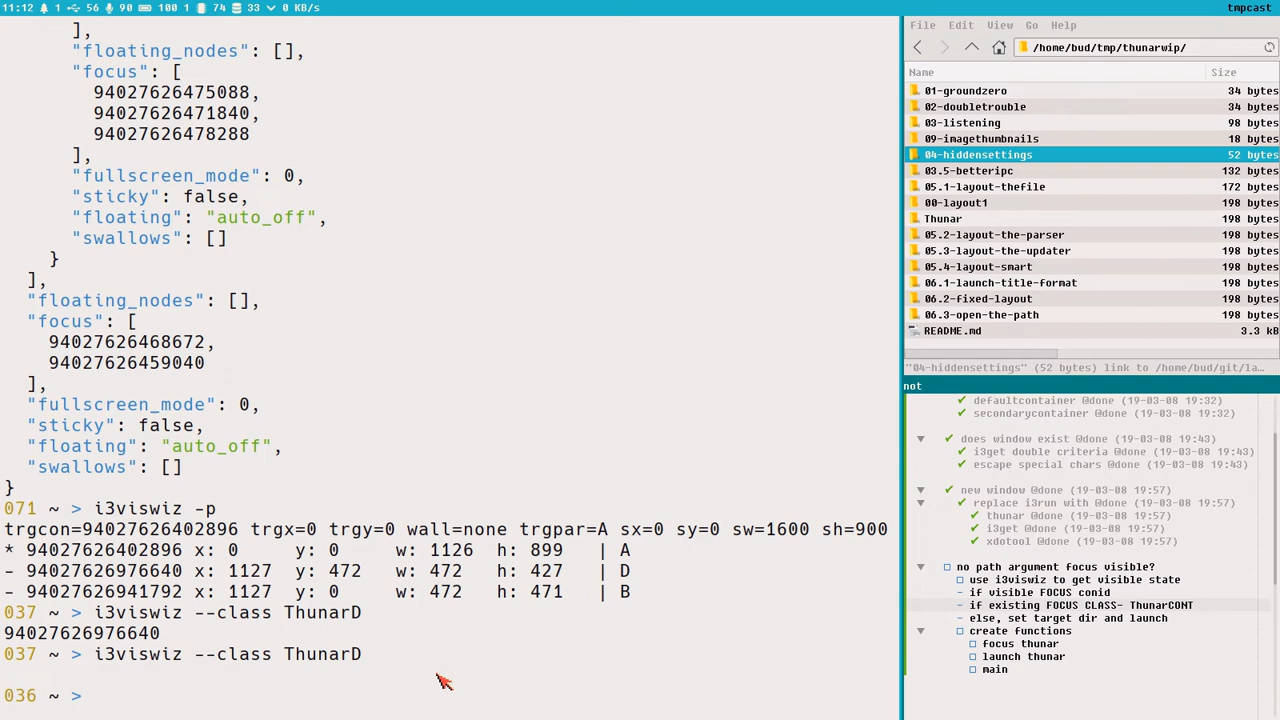 11:12 1 56 90 100 1 74 33 0 KB/s
tmpcast
],
"floating_nodes": [],
"focus": [
94027626475088,
94027626471840,
94027626478288
],
"fullscreen_mode": 0,
"sticky": false,
"floating": "auto_off",
"swallows": []
}
],
"floating_nodes": [],
"focus": [
94027626468672,
94027626459040
],
"fullscreen_mode": 0,
"sticky": false,
"floating": "auto_off",
"swallows": []
}
071 ~ > i3viswiz -p
trgcon=94027626402896 trgx=0 trgy=0 wall=none trgpar=A sx=0 sy=0 sw=1600 sh=900
* 94027626402896 x: 0 y: 0 w: 1126 h: 899 | A
- 94027626976640 x: 1127 y: 472 w: 472 h: 427 | D
- 94027626941792 x: 1127 y: 0 w: 472 h: 471 | B
037 ~ > i3viswiz --class ThunarD
94027626976640
037 ~ > i3viswiz --class ThunarD
036 ~ >
File Edit View Go Help
/home/bud/tmp/thunarwip/
Name Size
01-groundzero 34 bytes
02-doubletrouble 34 bytes
03-listening 98 bytes
09-imagethumbnails 18 bytes
04-hiddensettings 52 bytes
03.5-betteripc 132 bytes
05.1-layout-thefile 172 bytes
00-layout1 198 bytes
Thunar 198 bytes
05.2-layout-the-parser 198 bytes
05.3-layout-the-updater 198 bytes
05.4-layout-smart 198 bytes
06.1-launch-title-format 198 bytes
06.2-fixed-layout 198 bytes
06.3-open-the-path 198 bytes
README.md 3.3 kB
"04-hiddensettings" (52 bytes) link to /home/bud/git/la…
not
defaultcontainer @done (19-03-08 19:32)
secondarycontainer @done (19-03-08 19:32)
does window exist @done (19-03-08 19:43)
i3get double criteria @done (19-03-08 19:43)
escape special chars @done (19-03-08 19:43)
new window @done (19-03-08 19:57)
replace i3run with @done (19-03-08 19:57)
thunar @done (19-03-08 19:57)
i3get @done (19-03-08 19:57)
xdotool @done (19-03-08 19:57)
no path argument focus visible?
use i3viswiz to get visible state
- if visible FOCUS conid
- if existing FOCUS CLASS- ThunarCONT
- else, set target dir and launch
create functions
focus thunar
launch thunar
main